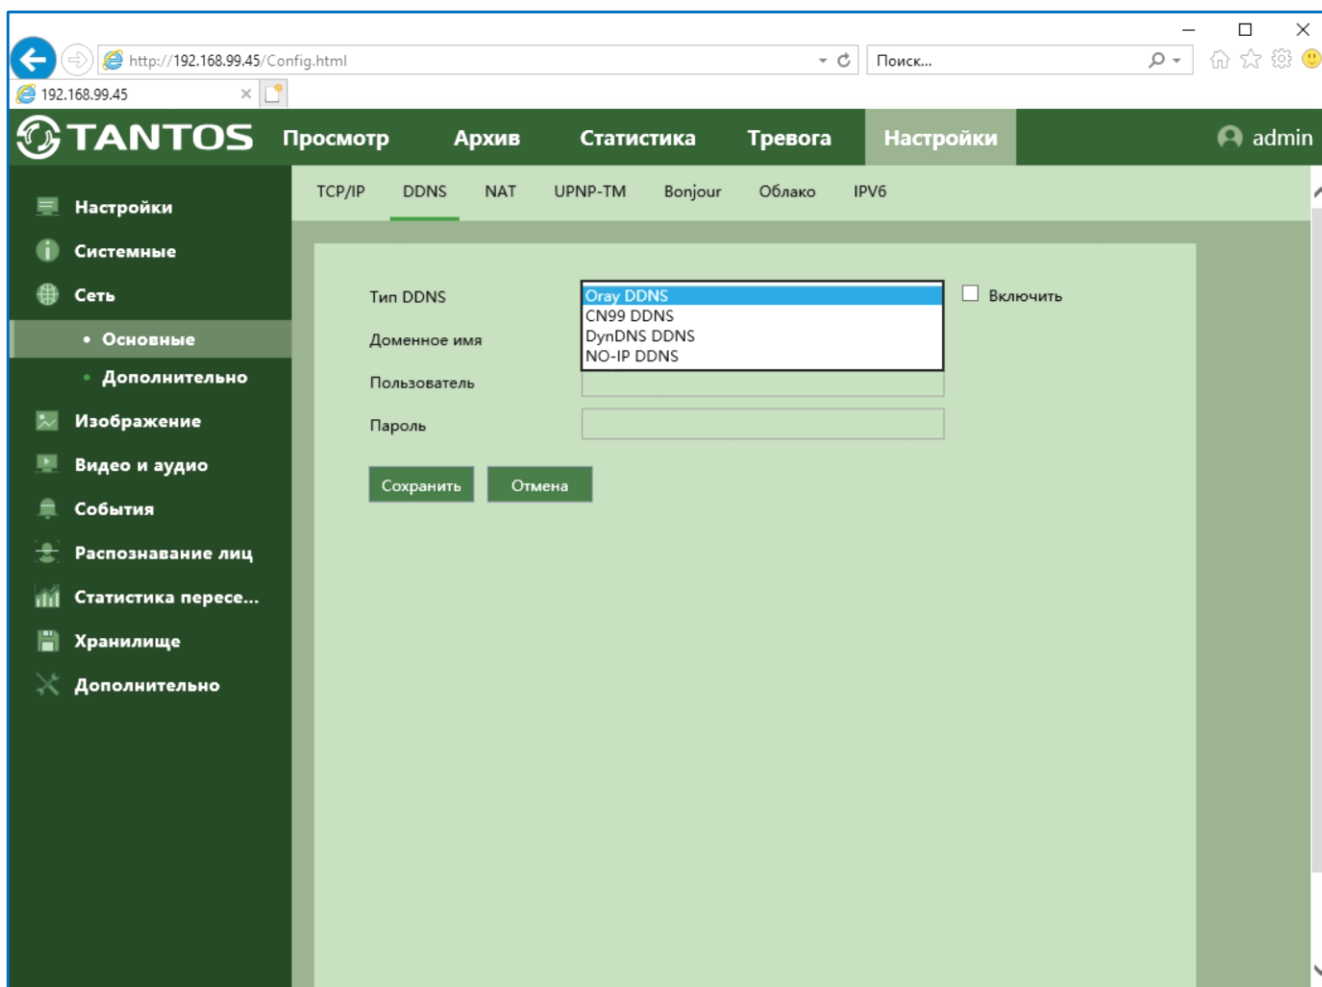 http://192.168.99.45/Config.html
Поиск...
192.168.99.45
TANTOS Просмотр Архив Статистика Тревога Настройки admin
TCP/IP DDNS NAT UPNP-TM Bonjour Облако IPV6
Настройки
Системные
Сеть
• Основные
• Дополнительно
Изображение
Видео и аудио
События
Распознавание лиц
Статистика пересе...
Хранилище
Дополнительно
Тип DDNS
Oray DDNS
CN99 DDNS
DynDNS DDNS
NO-IP DDNS
Включить
Доменное имя
Пользователь
Пароль
Сохранить Отмена